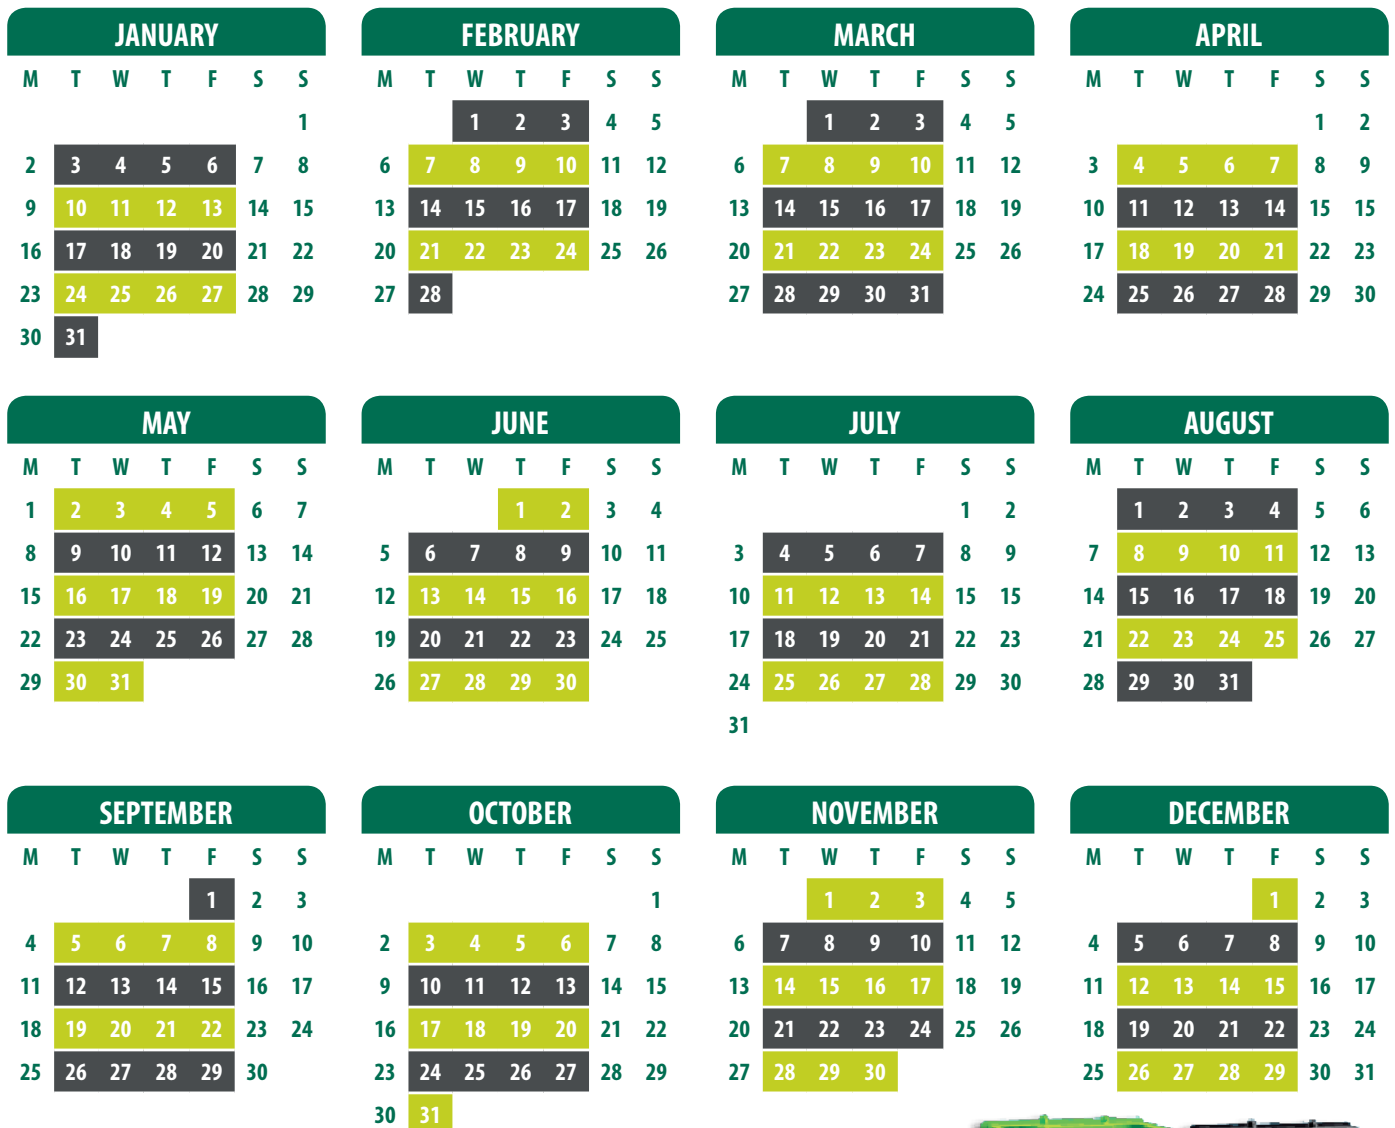 JANUARY FEBRUARY MARCH APRIL
M T W T F S S M T W T F S S M T W T F S S M T W T F S S
1 1 2 3 4 5 1 2 3 4 5 1 2
2 3 4 5 6 7 8 6 7 8 9 10 11 12 6 7 8 9 10 11 12 3 4 5 6 7 8 9
9 10 11 12 13 14 15 13 14 15 16 17 18 19 13 14 15 16 17 18 19 10 11 12 13 14 15 15
16 17 18 19 20 21 22 20 21 22 23 24 25 26 20 21 22 23 24 25 26 17 18 19 20 21 22 23
23 24 25 26 27 28 29 27 28 27 28 29 30 31 24 25 26 27 28 29 30
30 31
MAY JUNE JULY AUGUST
M T W T F S S M T W T F S S M T W T F S S M T W T F S S
1 2 3 4 5 6 7 1 2 3 4 1 2 1 2 3 4 5 6
8 9 10 11 12 13 14 5 6 7 8 9 10 11 3 4 5 6 7 8 9 7 8 9 10 11 12 13
15 16 17 18 19 20 21 12 13 14 15 16 17 18 10 11 12 13 14 15 15 14 15 16 17 18 19 20
22 23 24 25 26 27 28 19 20 21 22 23 24 25 17 18 19 20 21 22 23 21 22 23 24 25 26 27
29 30 31 26 27 28 29 30 24 25 26 27 28 29 30 28 29 30 31
31
SEPTEMBER OCTOBER NOVEMBER DECEMBER
M T W T F S S M T W T F S S M T W T F S S M T W T F S S
1 2 3 1 1 2 3 4 5 1 2 3
4 5 6 7 8 9 10 2 3 4 5 6 7 8 6 7 8 9 10 11 12 4 5 6 7 8 9 10
11 12 13 14 15 16 17 9 10 11 12 13 14 15 13 14 15 16 17 18 19 11 12 13 14 15 16 17
18 19 20 21 22 23 24 16 17 18 19 20 21 22 20 21 22 23 24 25 26 18 19 20 21 22 23 24
25 26 27 28 29 30 23 24 25 26 27 28 29 27 28 29 30 25 26 27 28 29 30 31
30 31